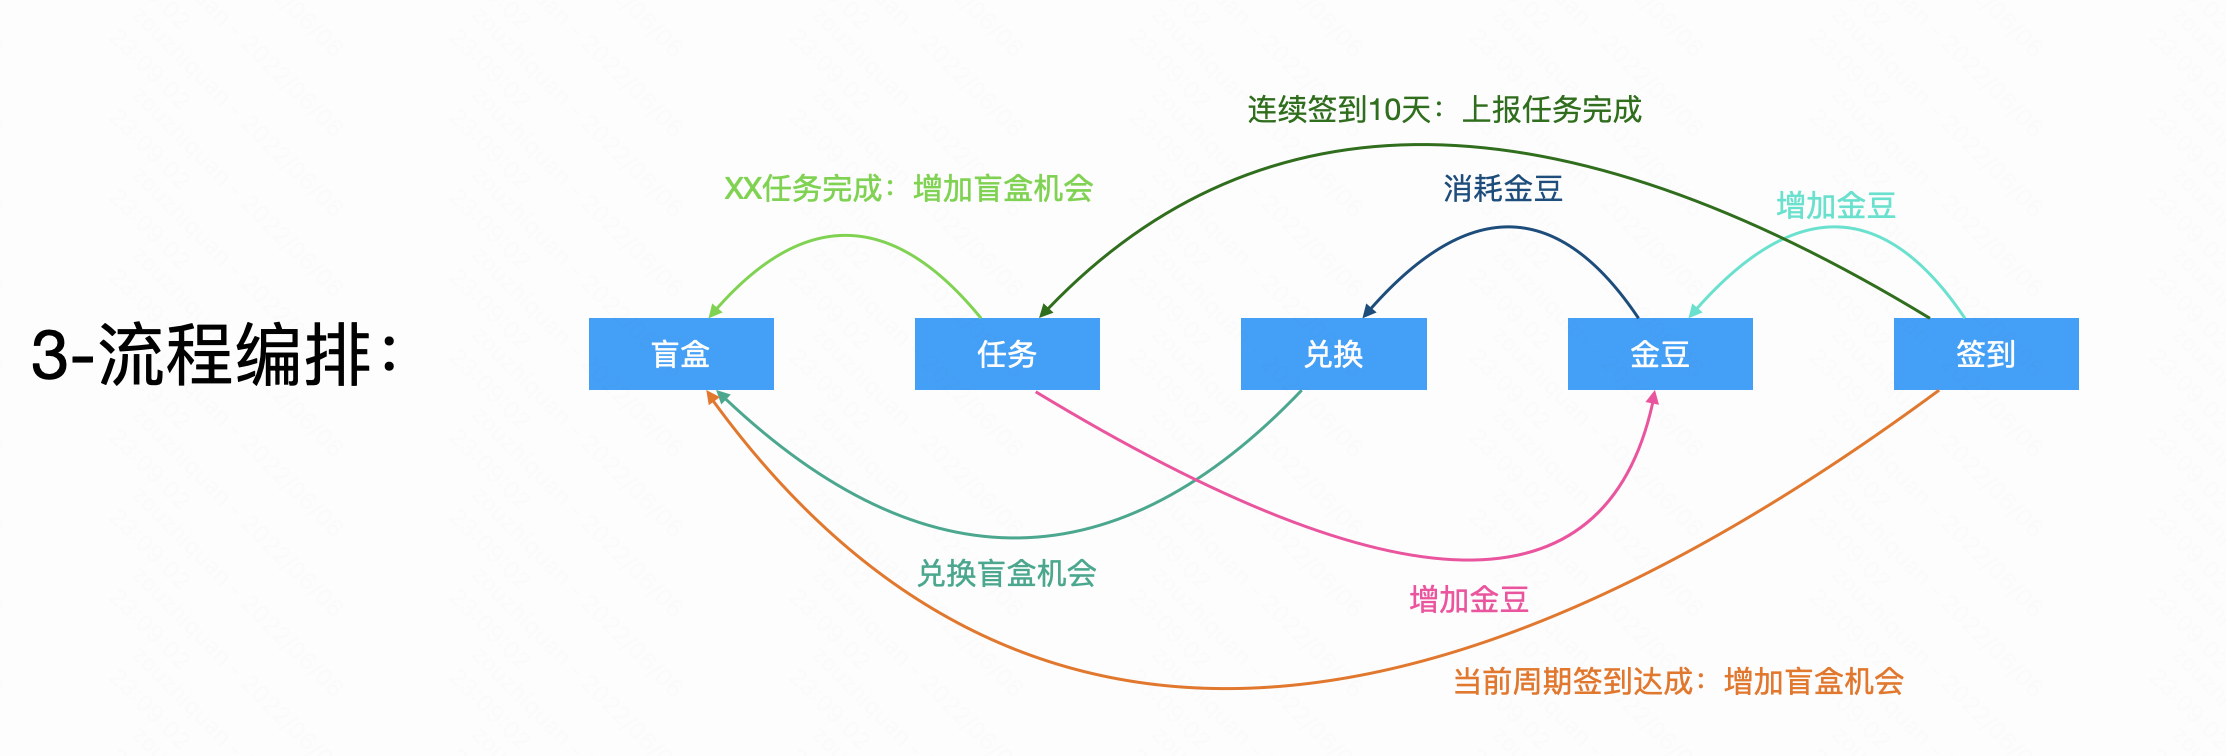 连续签到10天：上报任务完成
XX任务完成：增加盲盒机会
消耗金豆
增加金豆
3-流程编排：
盲盒
任务
兑换
金豆
签到
兑换盲盒机会
增加金豆
当前周期签到达成：增加盲盒机会